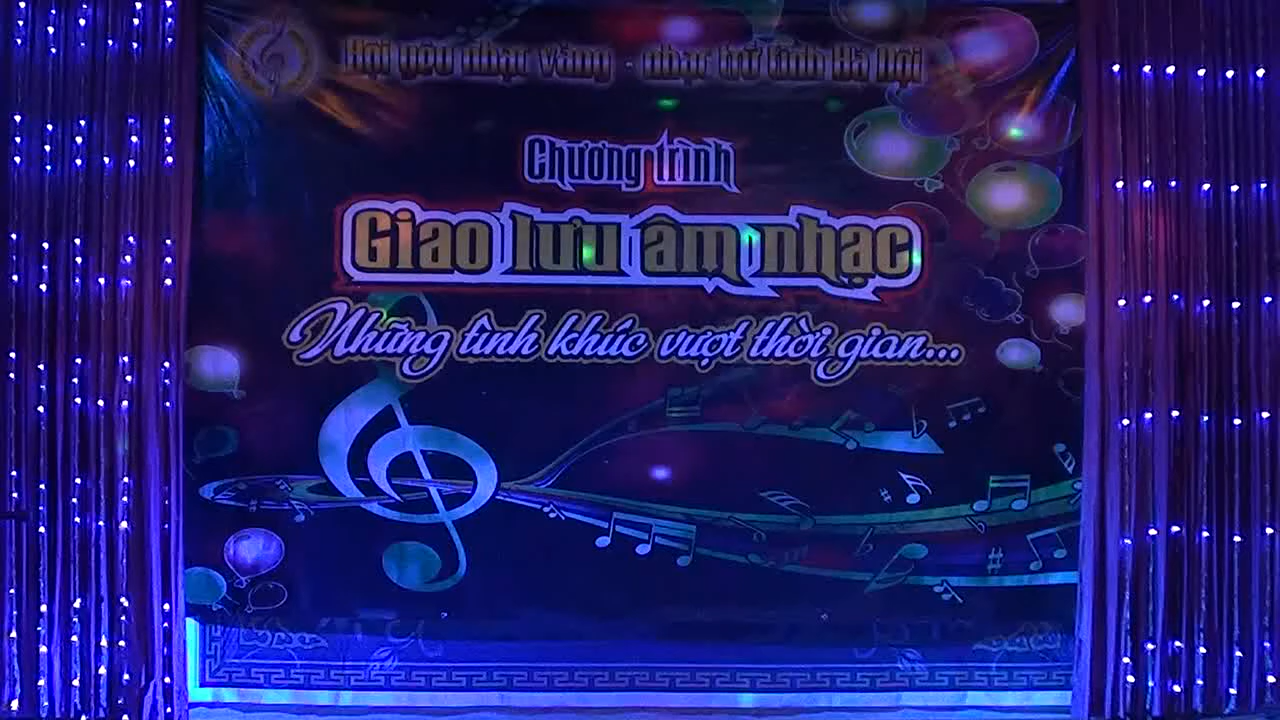 Hội yêu nhạc vàng - nhạc trữ tình Hà Nội
Chương trình
Giao lưu âm nhạc
Những tình khúc vượt thời gian...